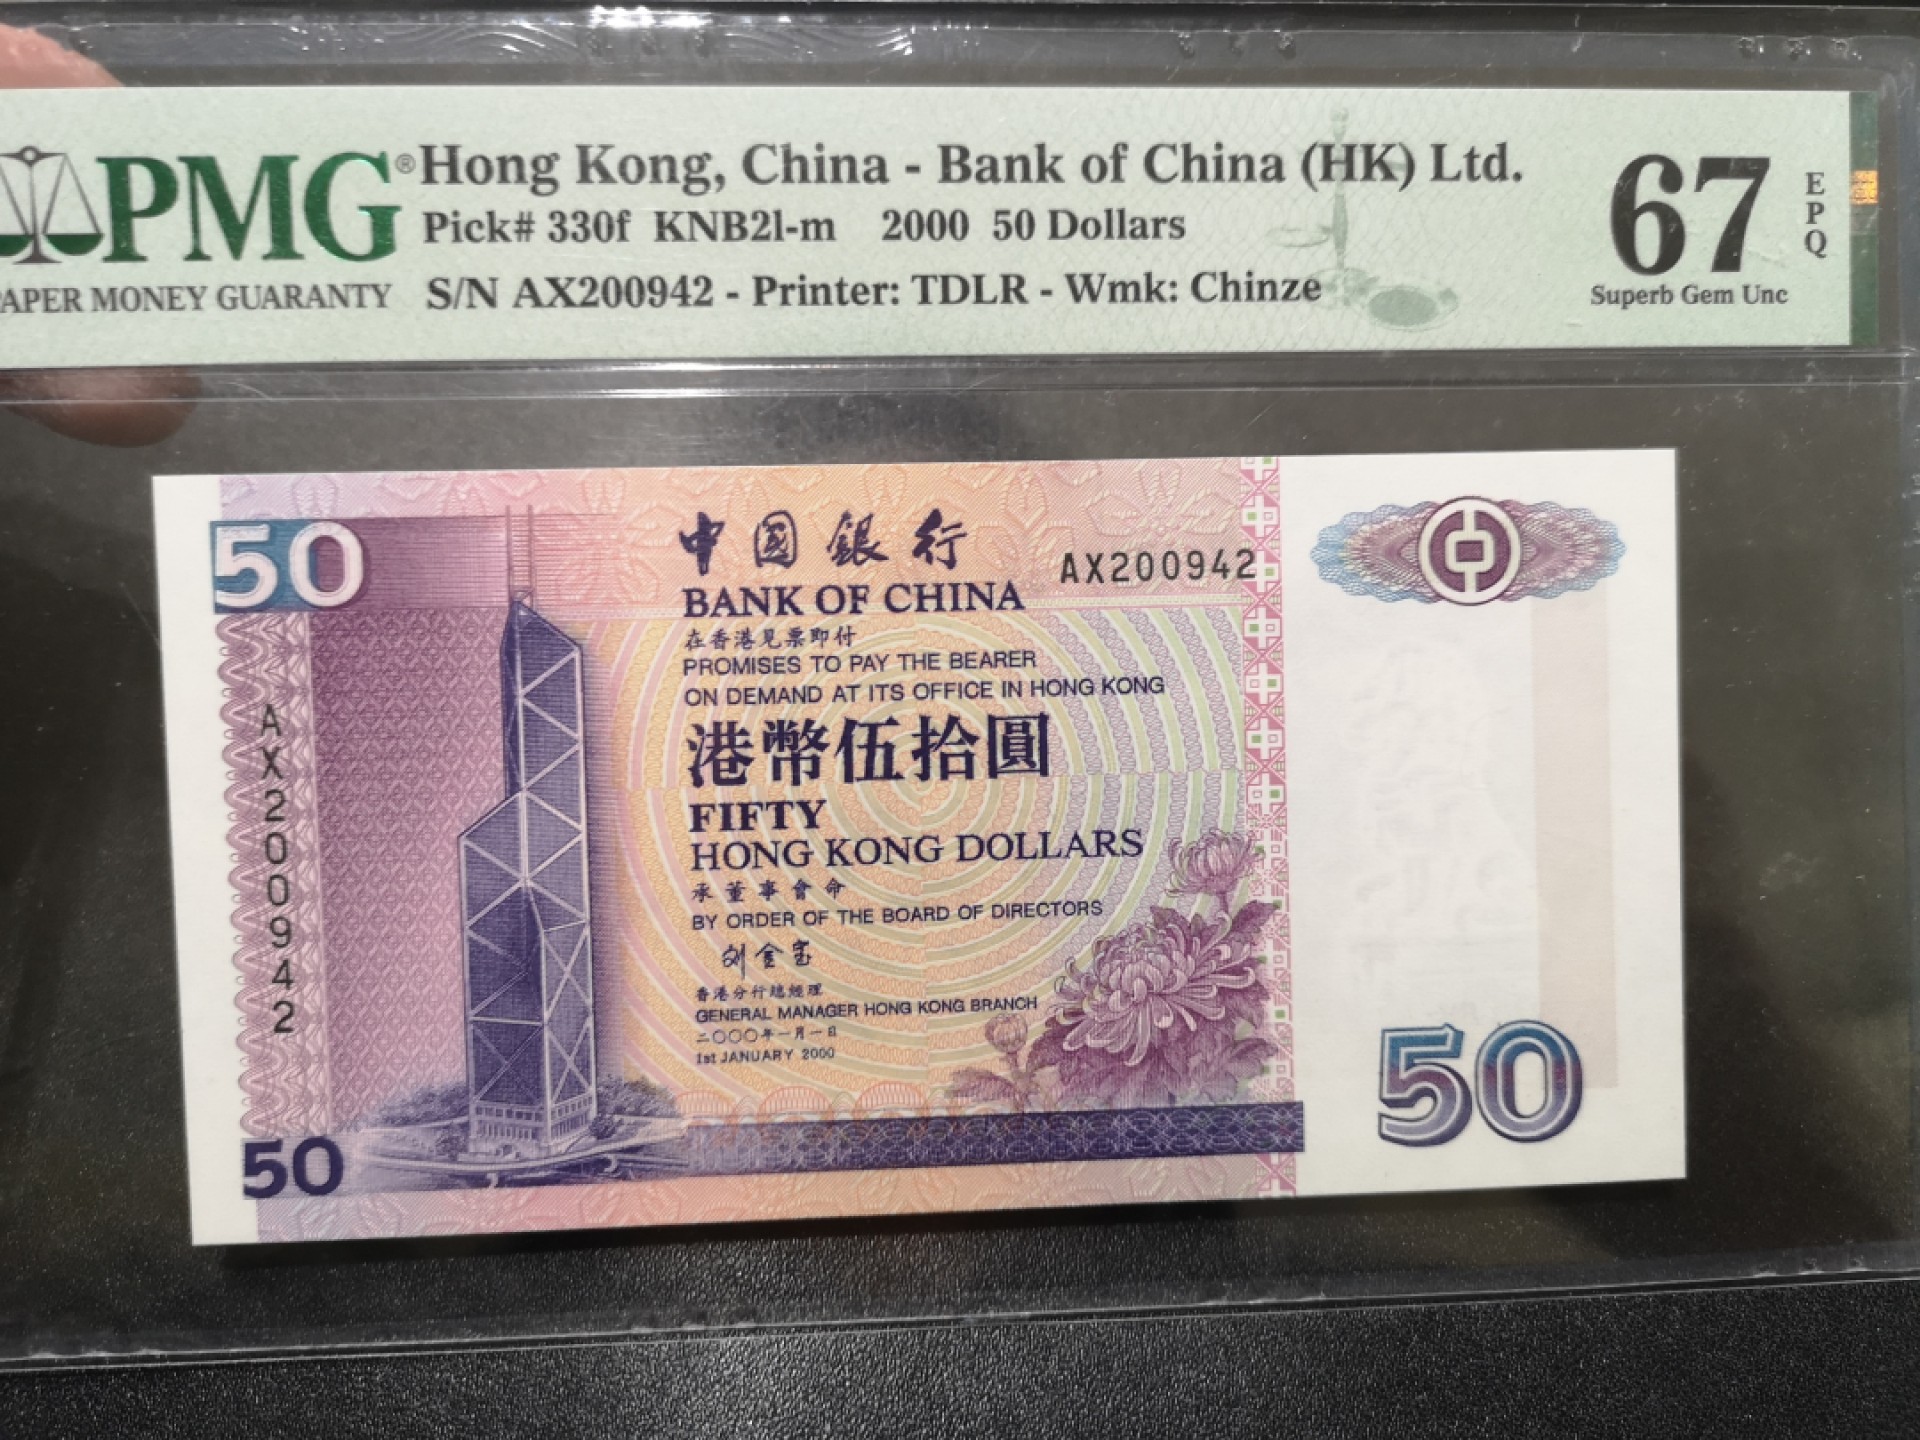 PMG® Hong Kong, China - Bank of China (HK) Ltd.
Pick# 330f KNB2l-m 2000 50 Dollars
PAPER MONEY GUARANTY S/N AX200942 - Printer: TDLR - Wmk: Chinze
67
EPQ
Superb Gem Unc
50
中國銀行
AX200942
BANK OF CHINA
在香港見票即付
PROMISES TO PAY THE BEARER
ON DEMAND AT ITS OFFICE IN HONG KONG
AX200942
港幣伍拾圓
FIFTY
HONG KONG DOLLARS
承董事會命
BY ORDER OF THE BOARD OF DIRECTORS
刘金宝
香港分行總經理
GENERAL MANAGER HONG KONG BRANCH
二〇〇〇年一月一日
1st JANUARY 2000
50
50